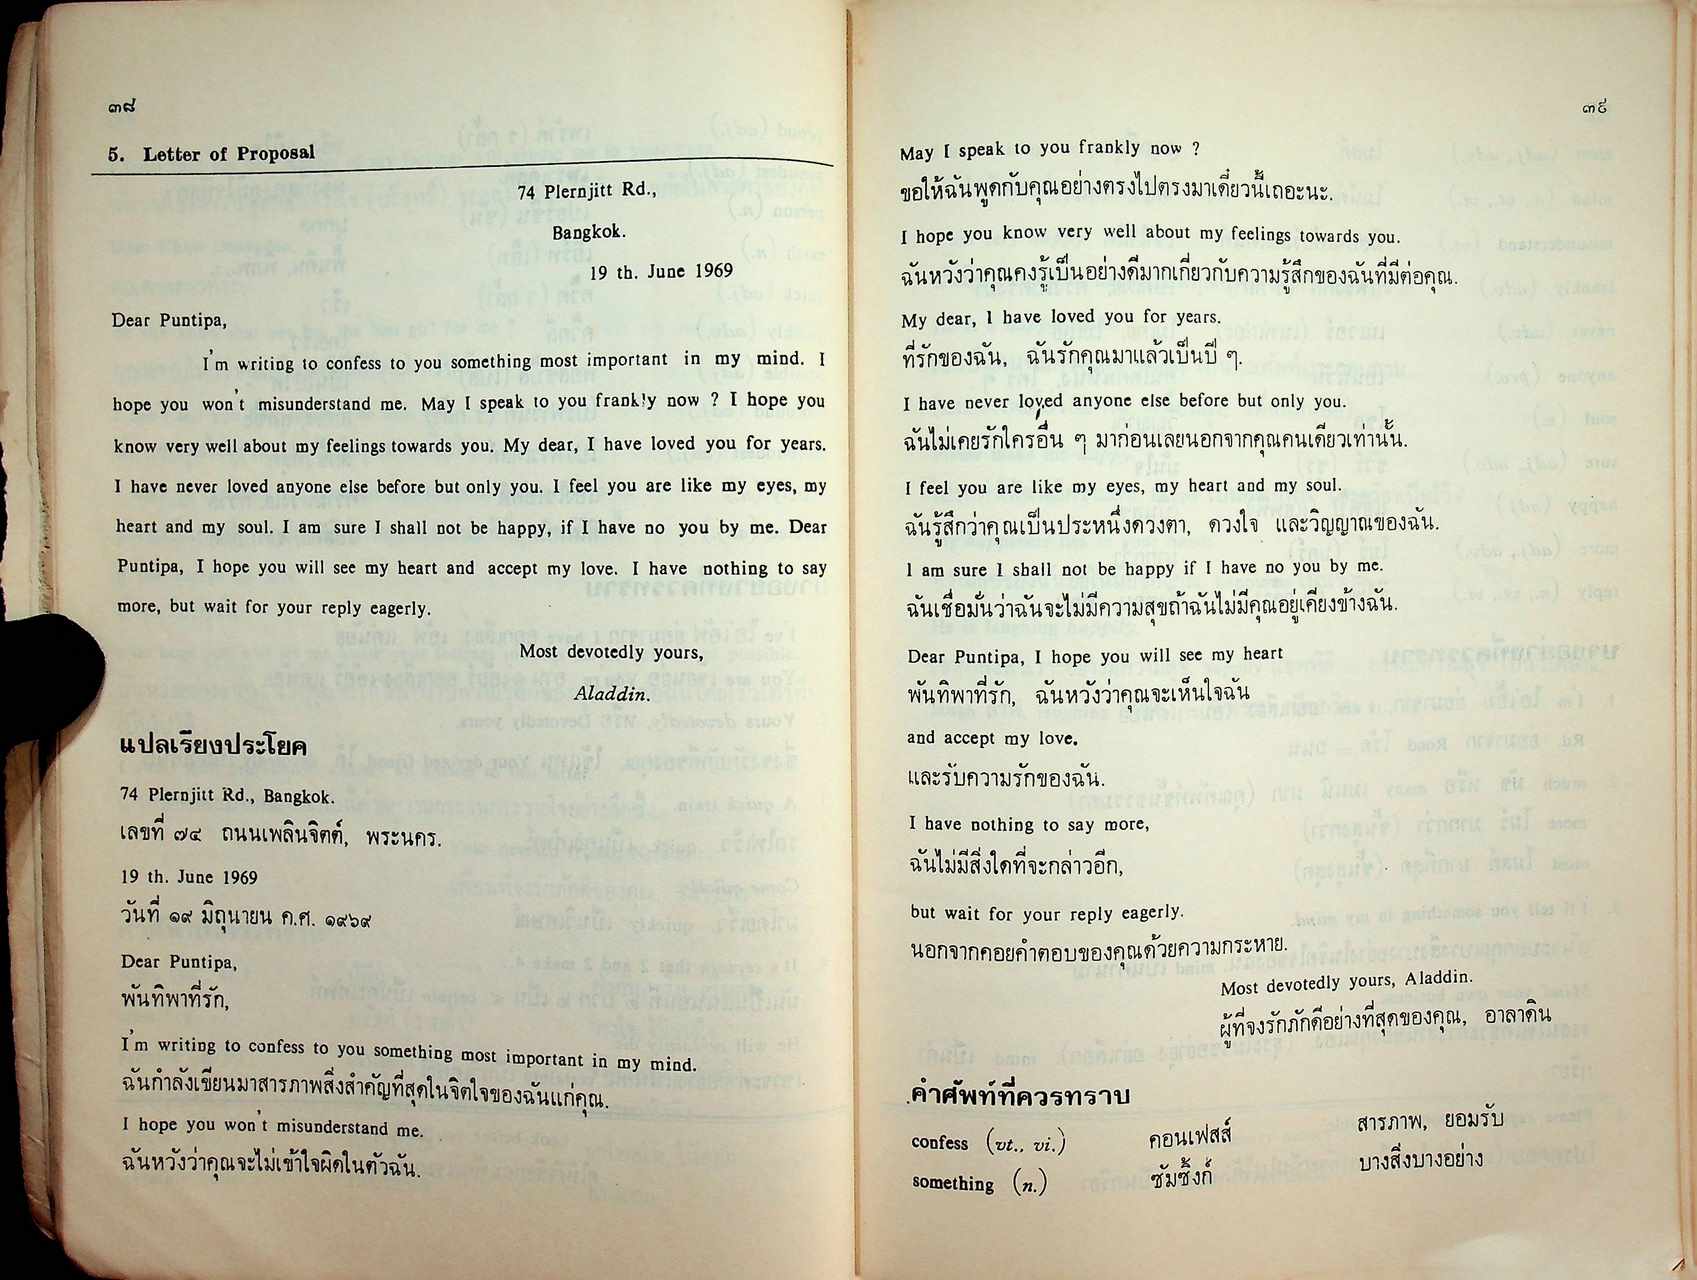 ๓๘
5. Letter of Proposal
74 Plernjitt Rd.,
Bangkok.
19 th. June 1969
Dear Puntipa,
I'm writing to confess to you something most important in my mind. I
hope you won't misunderstand me. May I speak to you frankly now ? I hope you
know very well about my feelings towards you. My dear, I have loved you for years.
I have never loved anyone else before but only you. I feel you are like my eyes, my
heart and my soul. I am sure I shall not be happy, if I have no you by me. Dear
Puntipa, I hope you will see my heart and accept my love. I have nothing to say
more, but wait for your reply eagerly.
Most devotedly yours,
Aladdin.
แปลเรียงประโยค
74 Plernjitt Rd., Bangkok.
เลขที่ ๗๔ ถนนเพลินจิตต์, พระนคร.
19 th. June 1969
วันที่ ๑๙ มิถุนายน ค.ศ. ๑๙๖๙
Dear Puntipa,
พันทิพาที่รัก,
I'm writing to confess to you something most important in my mind.
ฉันกำลังเขียนมาสารภาพสิ่งสำคัญที่สุดในจิตใจของฉันแก่คุณ.
I hope you won't misunderstand me.
ฉันหวังว่าคุณจะไม่เข้าใจผิดในตัวฉัน.
๓๙
May I speak to you frankly now ?
ขอให้ฉันพูดกับคุณอย่างตรงไปตรงมาเดี๋ยวนี้เถอะนะ.
I hope you know very well about my feelings towards you.
ฉันหวังว่าคุณคงรู้เป็นอย่างดีมากเกี่ยวกับความรู้สึกของฉันที่มีต่อคุณ.
My dear, I have loved you for years.
ที่รักของฉัน, ฉันรักคุณมาแล้วเป็นปี ๆ.
I have never loved anyone else before but only you.
ฉันไม่เคยรักใครอื่น ๆ มาก่อนเลยนอกจากคุณคนเดียวเท่านั้น.
I feel you are like my eyes, my heart and my soul.
ฉันรู้สึกว่าคุณเป็นประหนึ่งดวงตา, ดวงใจ และวิญญาณของฉัน.
I am sure I shall not be happy if I have no you by me.
ฉันเชื่อมั่นว่าฉันจะไม่มีความสุขถ้าฉันไม่มีคุณอยู่เคียงข้างฉัน.
Dear Puntipa, I hope you will see my heart
พันทิพาที่รัก, ฉันหวังว่าคุณจะเห็นใจฉัน
and accept my love.
และรับความรักของฉัน.
I have nothing to say more,
ฉันไม่มีสิ่งใดที่จะกล่าวอีก,
but wait for your reply eagerly.
นอกจากคอยคำตอบของคุณด้วยความกระหาย.
Most devotedly yours, Aladdin.
ผู้ที่จงรักภักดีอย่างที่สุดของคุณ, อาลาดิน
คำศัพท์ที่ควรทราบ
confess (vt., vi.) คอนเฟสส์ สารภาพ, ยอมรับ
something (n.) ซัมซิ้งก์ บางสิ่งบางอย่าง